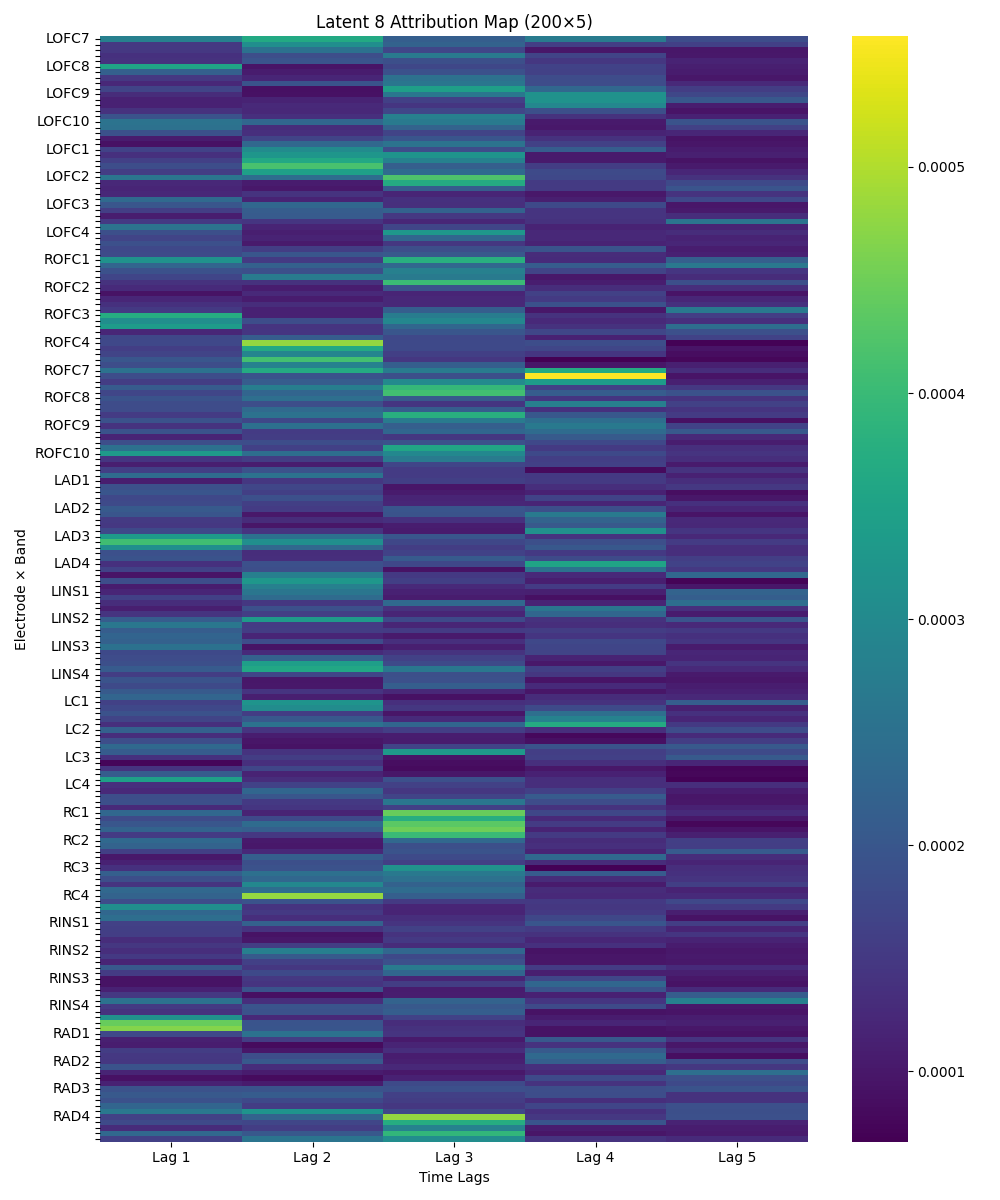 Latent 8 Attribution Map (200×5)
LOFC7
LOFC8
LOFC9
LOFC10
LOFC1
LOFC2
LOFC3
LOFC4
ROFC1
ROFC2
ROFC3
ROFC4
ROFC7
ROFC8
ROFC9
ROFC10
LAD1
LAD2
LAD3
LAD4
LINS1
LINS2
LINS3
LINS4
LC1
LC2
LC3
LC4
RC1
RC2
RC3
RC4
RINS1
RINS2
RINS3
RINS4
RAD1
RAD2
RAD3
RAD4
Electrode × Band
Lag 1 Lag 2 Lag 3 Lag 4 Lag 5
Time Lags
0.0005
0.0004
0.0003
0.0002
0.0001